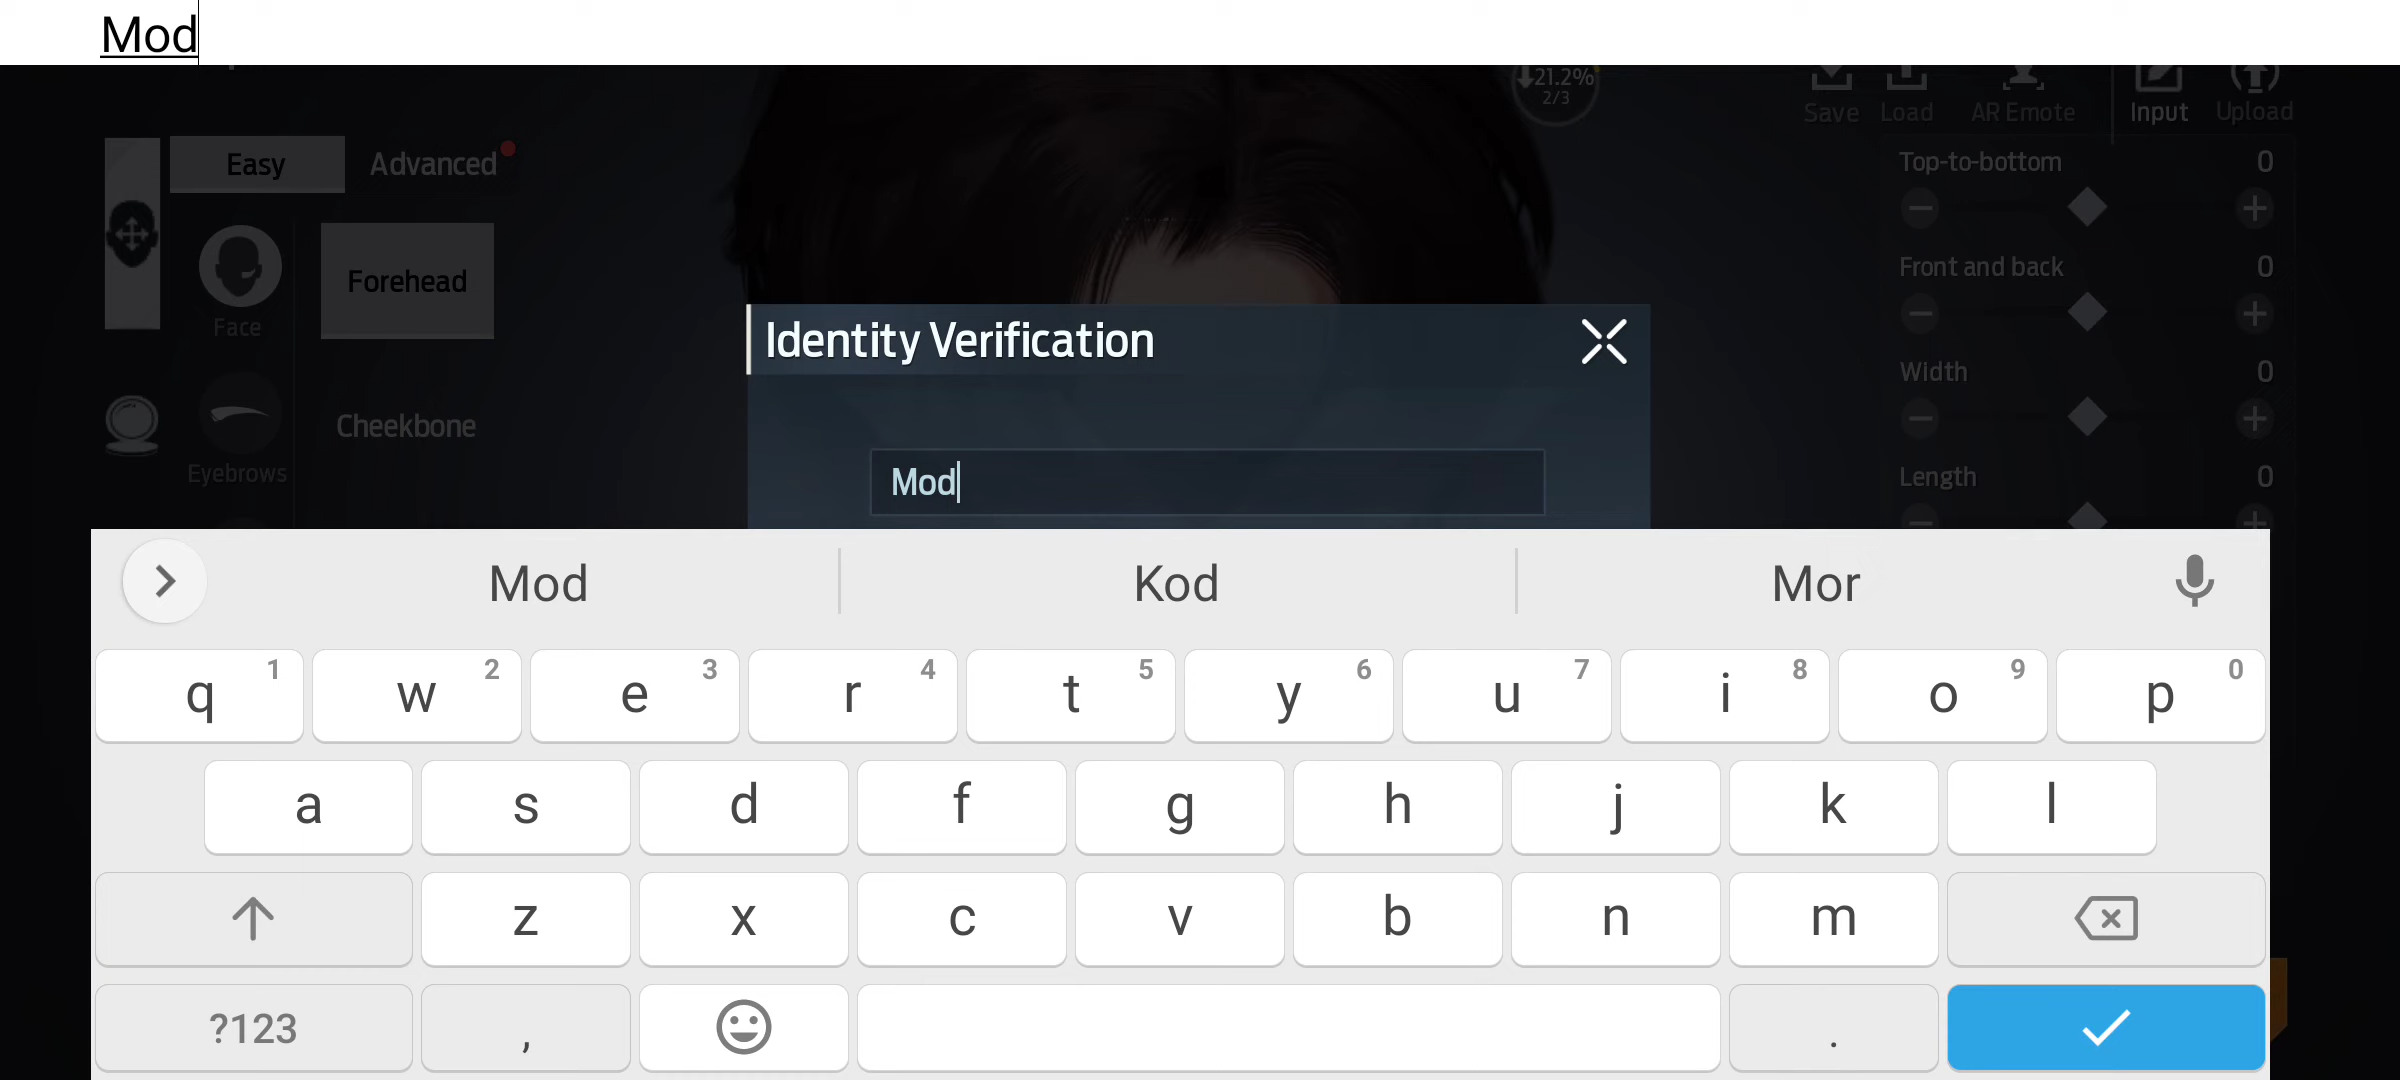 Mod
21.2%
2/3
Save
Load
AR Emote
Input
Upload
Easy
Advanced
Top-to-bottom
0
Front and back
0
Forehead
Face
Identity Verification
Width
0
Cheekbone
Eyebrows
Length
0
Mod
Mod
Kod
Mor
q 1 w 2 e 3 r 4 t 5 y 6 u 7 i 8 o 9 p 0
a s d f g h j k l
z x c v b n m
?123 , .